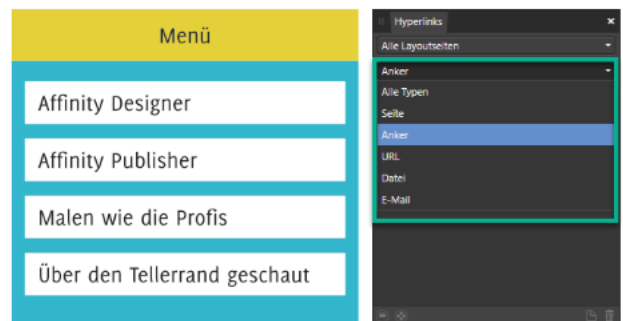 Menü
Affinity Designer
Affinity Publisher
Malen wie die Profis
Über den Tellerrand geschaut
Hyperlinks
Alle Layoutseiten
Anker
Alle Typen
Seite
Anker
URL
Datei
E-Mail